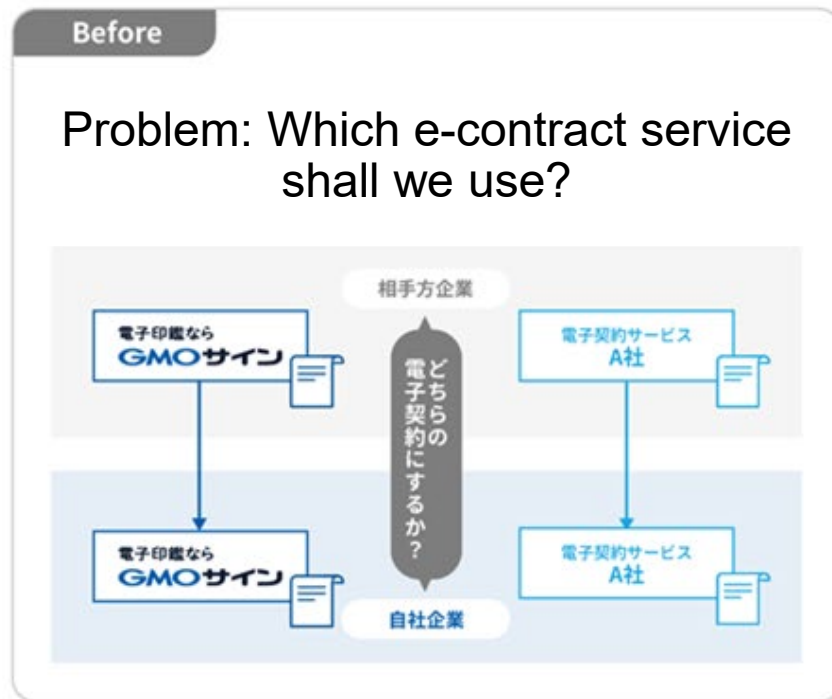 Before
Problem: Which e-contract service
shall we use?
相手方企業
電子印鑑なら
GMOサイン
電子契約サービス
A社
どちらの
電子契約にするか？
電子印鑑なら
GMOサイン
電子契約サービス
A社
自社企業